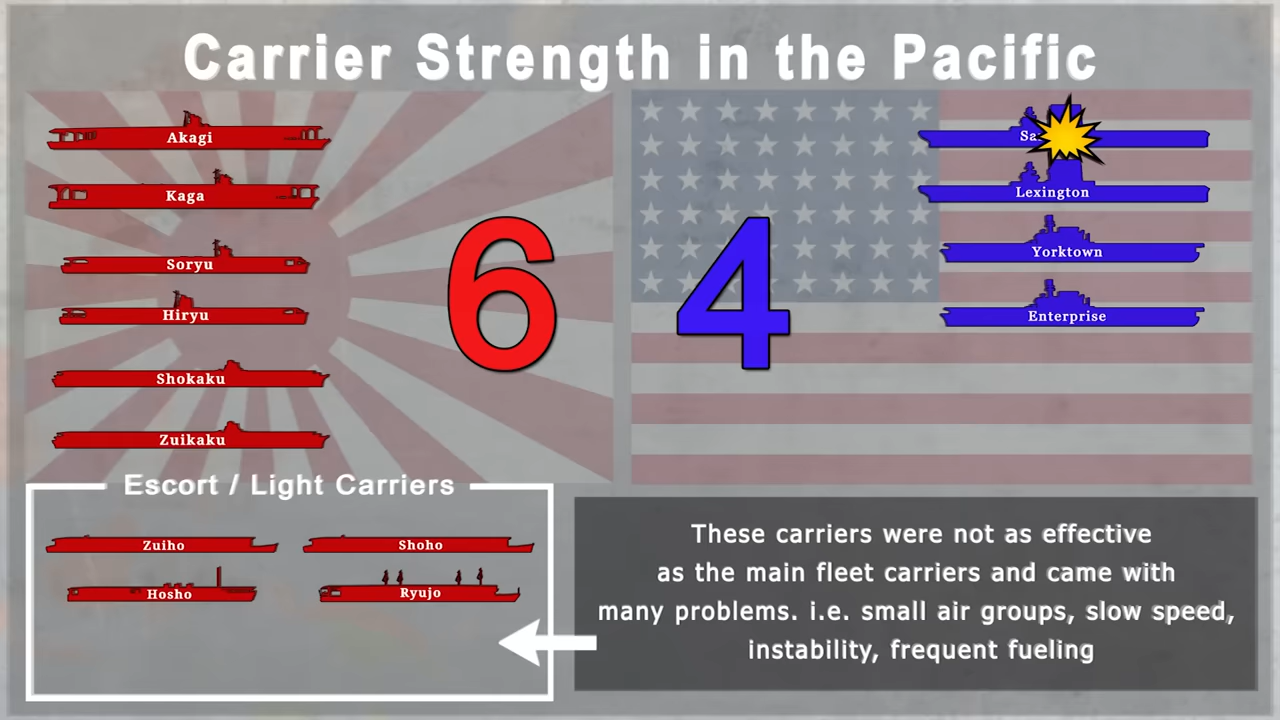 Carrier Strength in the Pacific
Akagi
Kaga
Soryu
Hiryu
Shokaku
Zuikaku
6
4
Lexington
Yorktown
Enterprise
Escort / Light Carriers
Zuiho
Shoho
Hosho
Ryujo
These carriers were not as effective
as the main fleet carriers and came with
many problems. i.e. small air groups, slow speed,
instability, frequent fueling